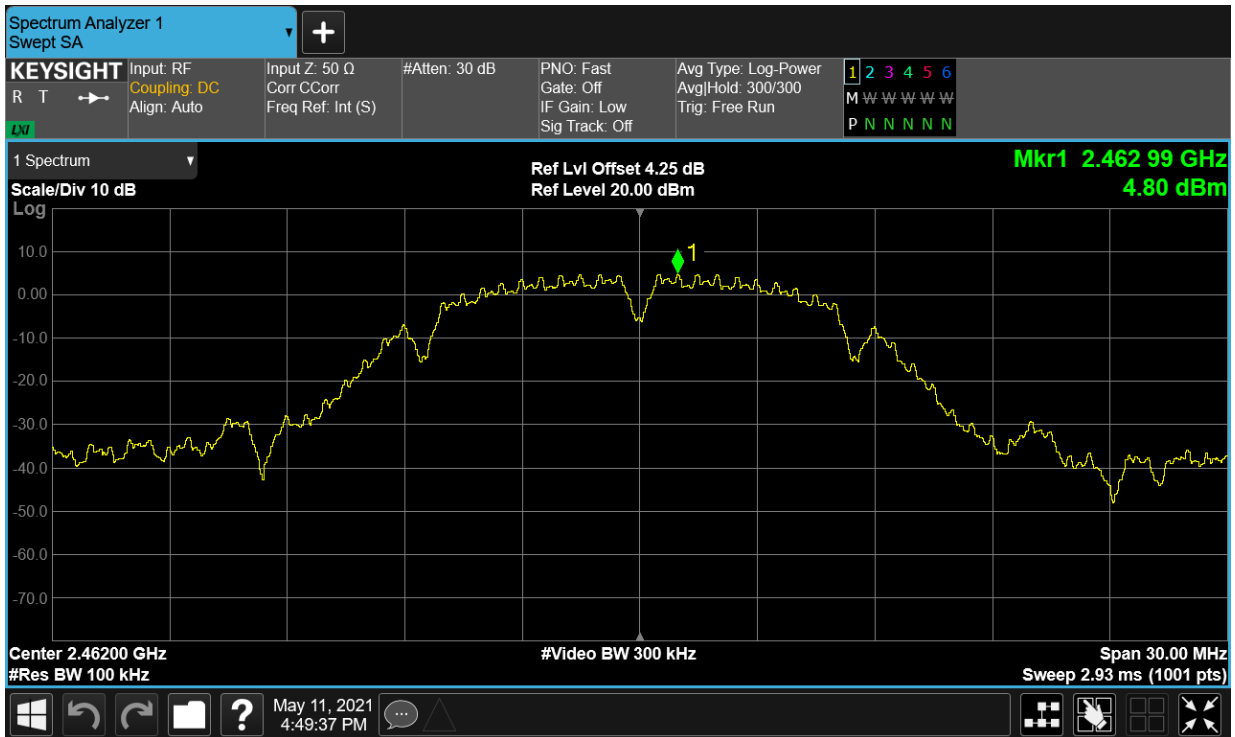 Spectrum Analyzer 1
Swept SA
KEYSIGHT
R T
LXI
Input: RF
Coupling: DC
Align: Auto
Input Z: 50 Ω
Corr CCorr
Freq Ref: Int (S)
#Atten: 30 dB
PNO: Fast
Gate: Off
IF Gain: Low
Sig Track: Off
Avg Type: Log-Power
Avg|Hold: 300/300
Trig: Free Run
1 2 3 4 5 6
M W W W W W
P N N N N N
1 Spectrum
Scale/Div 10 dB
Log
Ref Lvl Offset 4.25 dB
Ref Level 20.00 dBm
Mkr1 2.462 99 GHz
4.80 dBm
1
10.0
0.00
-10.0
-20.0
-30.0
-40.0
-50.0
-60.0
-70.0
Center 2.46200 GHz
#Res BW 100 kHz
#Video BW 300 kHz
Span 30.00 MHz
Sweep 2.93 ms (1001 pts)
?
May 11, 2021
4:49:37 PM